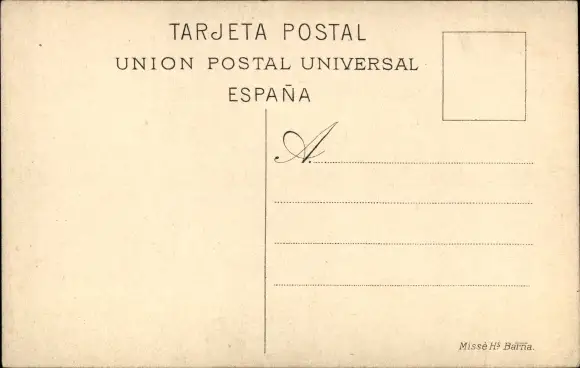 TARJETA POSTAL
UNION POSTAL UNIVERSAL
ESPAÑA
A.
Missé Hs. Barna.